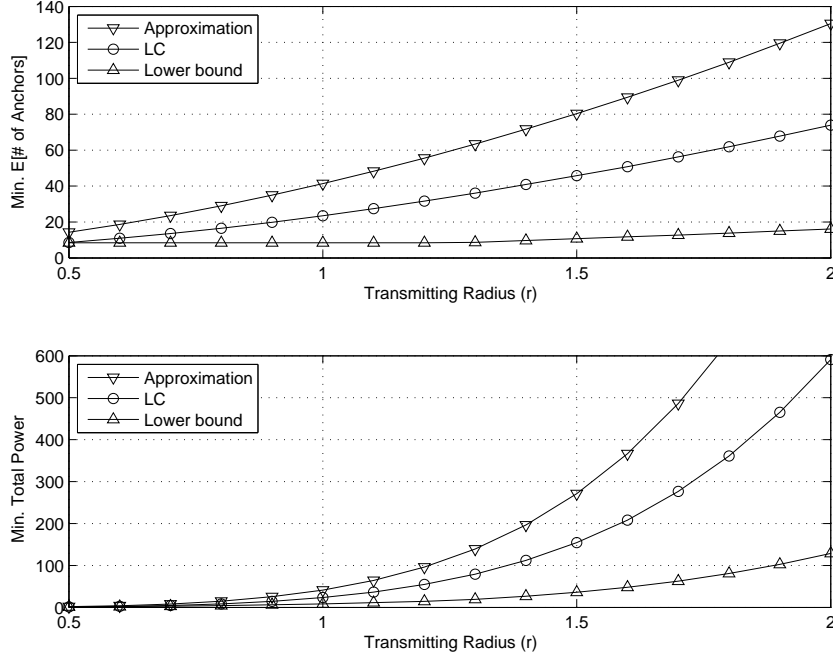 140
120
100
80
60
40
20
0
Min. E[# of Anchors]
Approximation
LC
Lower bound
0.5 1 1.5 2
Transmitting Radius (r)
600
500
400
300
200
100
0
Min. Total Power
Approximation
LC
Lower bound
0.5 1 1.5 2
Transmitting Radius (r)